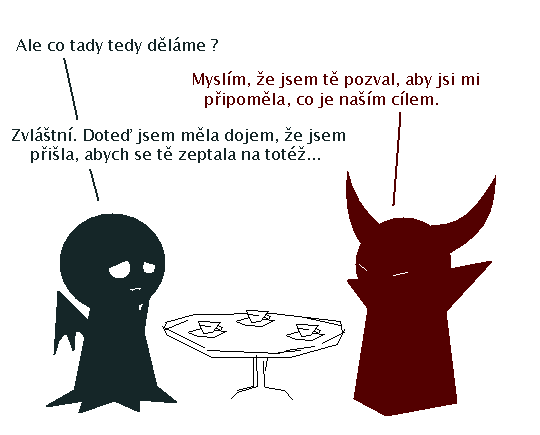 Ale co tady tedy děláme ?
Myslím, že jsem tě pozval, aby jsi mi
připoměla, co je naším cílem.
Zvláštní. Doteď jsem měla dojem, že jsem
přišla, abych se tě zeptala na totéž...